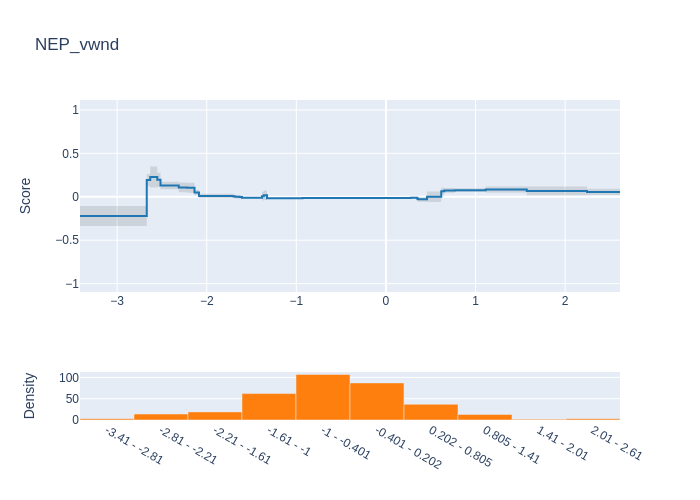 NEP_vwnd
1
0.5
0
−0.5
−1
Score
−3
−2
−1
0
1
2
100
50
0
Density
-3.41 - -2.81
-2.81 - -2.21
-2.21 - -1.61
-1.61 - -1
-1 - -0.401
-0.401 - 0.202
0.202 - 0.805
0.805 - 1.41
1.41 - 2.01
2.01 - 2.61